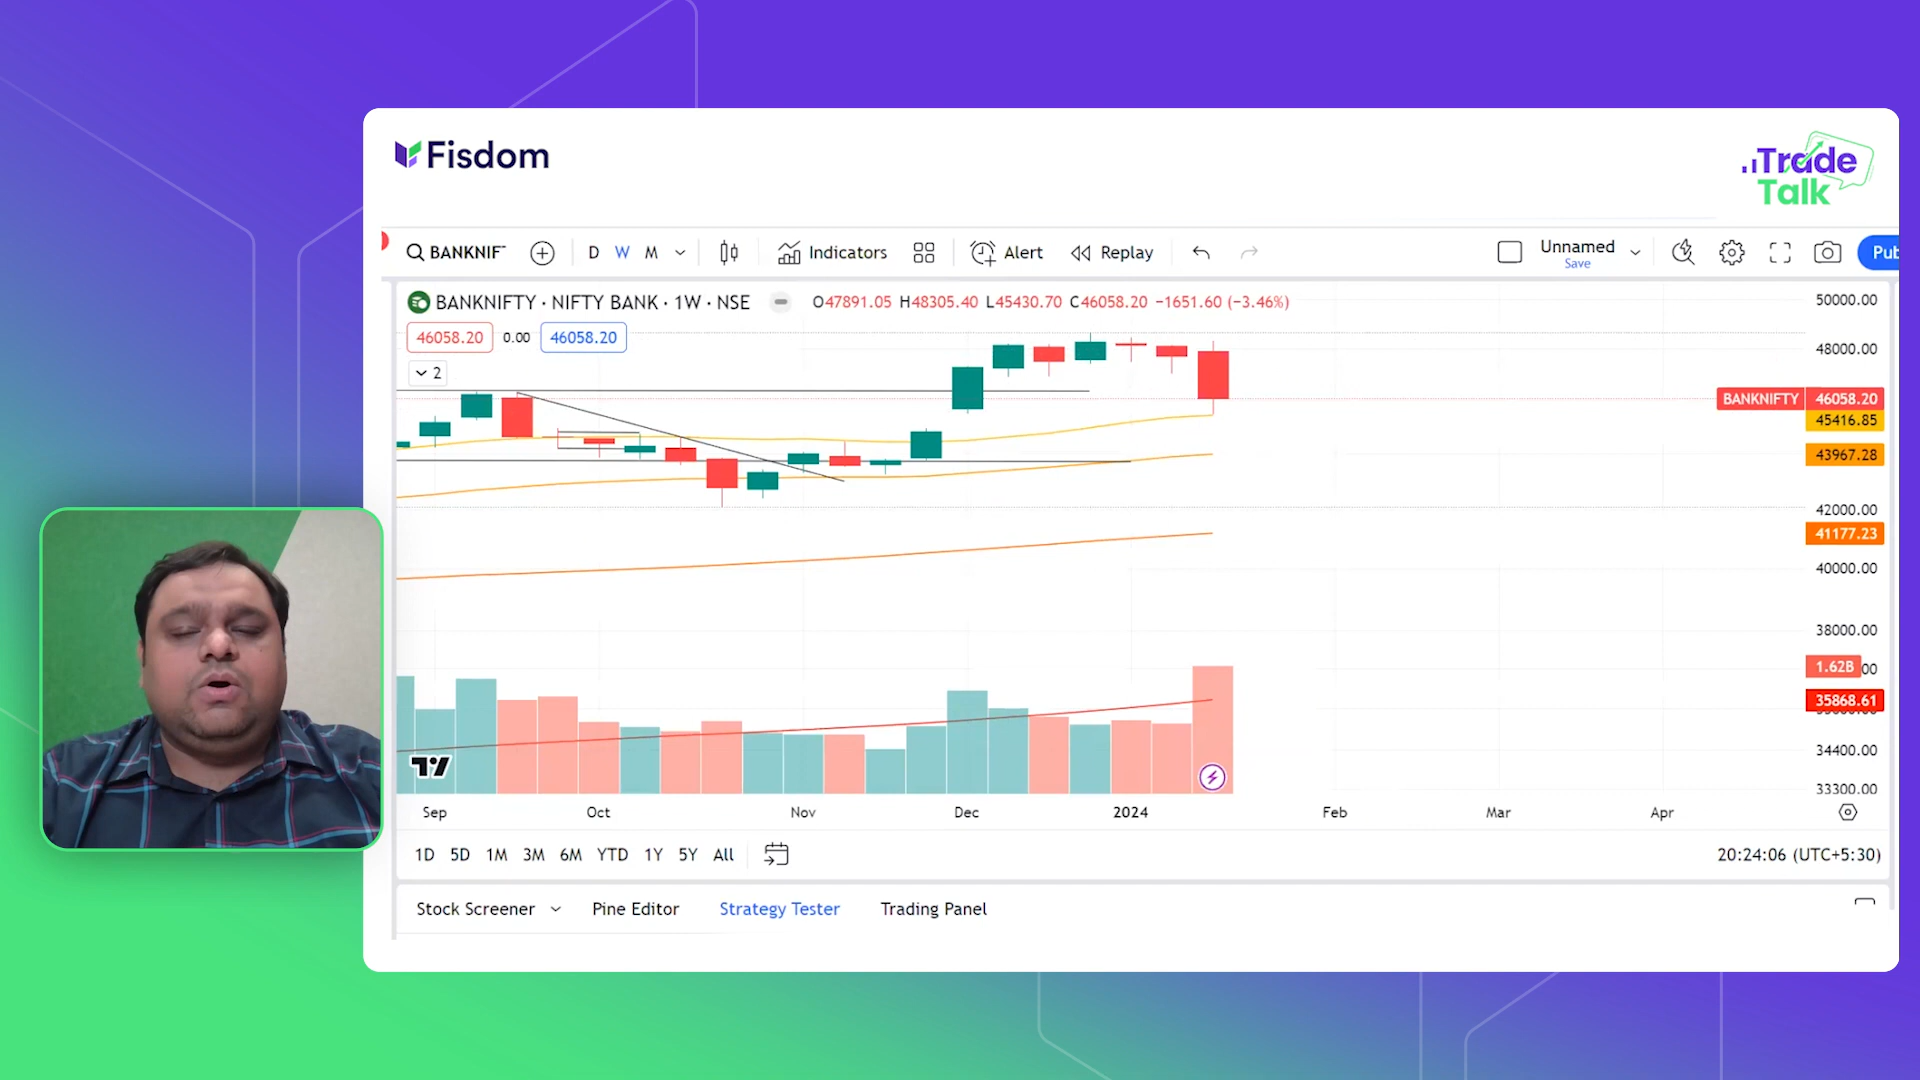 Fisdom
Trade
Talk
BANKNIF
D W M
Indicators
Alert
Replay
Unnamed
Save
Pub
BANKNIFTY · NIFTY BANK · 1W · NSE
O47891.05 H48305.40 L45430.70 C46058.20 −1651.60 (−3.46%)
46058.20 0.00 46058.20
2
50000.00
48000.00
BANKNIFTY 46058.20
45416.85
43967.28
42000.00
41177.23
40000.00
38000.00
1.62B
35868.61
34400.00
33300.00
Sep Oct Nov Dec 2024 Feb Mar Apr
1D 5D 1M 3M 6M YTD 1Y 5Y All
20:24:06 (UTC+5:30)
Stock Screener Pine Editor Strategy Tester Trading Panel